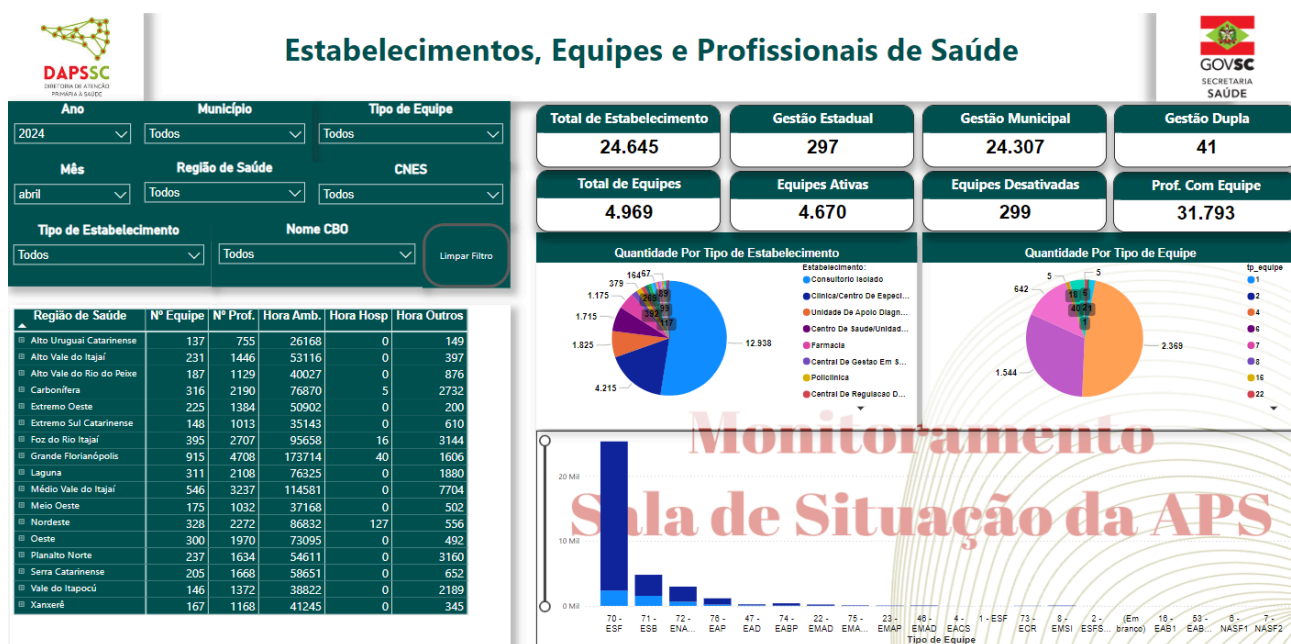 Estabelecimentos, Equipes e Profissionais de Saúde
DAPSSC
DIRETORIA DE ATENÇÃO
PRIMÁRIA À SAÚDE
GOVSC
SECRETARIA
SAÚDE
Ano Município Tipo de Equipe
2024 Todos Todos
Mês Região de Saúde CNES
abril Todos Todos
Tipo de Estabelecimento Nome CBO
Todos Todos Limpar Filtro
Total de Estabelecimento Gestão Estadual Gestão Municipal Gestão Dupla
24.645 297 24.307 41
Total de Equipes Equipes Ativas Equipes Desativadas Prof. Com Equipe
4.969 4.670 299 31.793
Região de Saúde Nº Equipe Nº Prof. Hora Amb. Hora Hosp Hora Outros
Alto Uruguai Catarinense 137 755 26168 0 149
Alto Vale do Itajaí 231 1446 53116 0 397
Alto Vale do Rio do Peixe 187 1129 40027 0 876
Carbonífera 316 2190 76870 5 2732
Extremo Oeste 225 1384 50902 0 200
Extremo Sul Catarinense 148 1013 35143 0 610
Foz do Rio Itajaí 395 2707 95658 16 3144
Grande Florianópolis 915 4708 173714 40 1606
Laguna 311 2108 76325 0 1880
Médio Vale do Itajaí 546 3237 114581 0 7704
Meio Oeste 175 1032 37168 0 502
Nordeste 328 2272 86832 127 556
Oeste 300 1970 73095 0 492
Planalto Norte 237 1634 54611 0 3160
Serra Catarinense 205 1668 58651 0 652
Vale do Itapocú 146 1372 38822 0 2189
Xanxerê 167 1168 41245 0 345
Quantidade Por Tipo de Estabelecimento
16467
379
1.175
1.715
1.825
4.215
12.938
269
89
392
99
117
Estabelecimento:
Consultorio Isolado
Clinica/Centro De Especi...
Unidade De Apoio Diagn...
Centro De Saude/Unidad...
Farmacia
Central De Gestao Em S...
Policlinica
Central De Regulacao D...
Quantidade Por Tipo de Equipe
5
5
642
1.544
2.369
18
6
40
21
1
tp_equipe
1
2
4
6
7
8
16
22
Monitoramento
Sala de Situação da APS
20 Mil
10 Mil
0 Mil
70 - ESF
71 - ESB
72 - ENA...
76 - EAP
47 - EAD
74 - EABP
22 - EMAD
75 - EMA...
23 - EMAP
46 - EMAD
4 - EACS
1 - ESF
73 - ECR
8 - EMSI
2 - ESFS...
(Em branco)
16 - EAB1
53 - EAB...
6 - NASF1
7 - NASF2
Tipo de Equipe